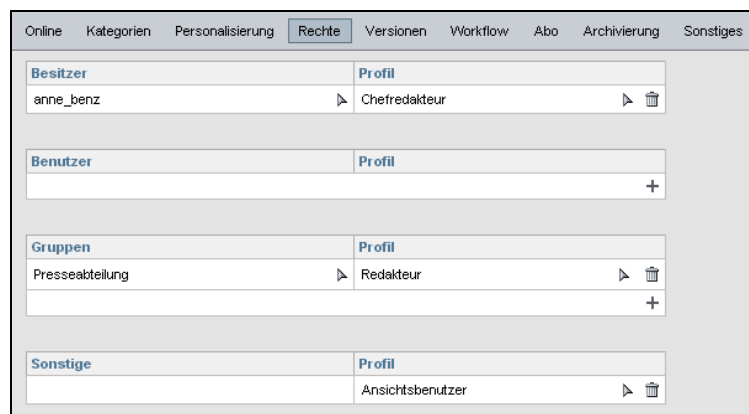 Online Kategorien Personalisierung Rechte Versionen Workflow Abo Archivierung Sonstiges
Besitzer Profil
anne_benz Chefredakteur
Benutzer Profil
Gruppen Profil
Presseabteilung Redakteur
Sonstige Profil
Ansichtsbenutzer